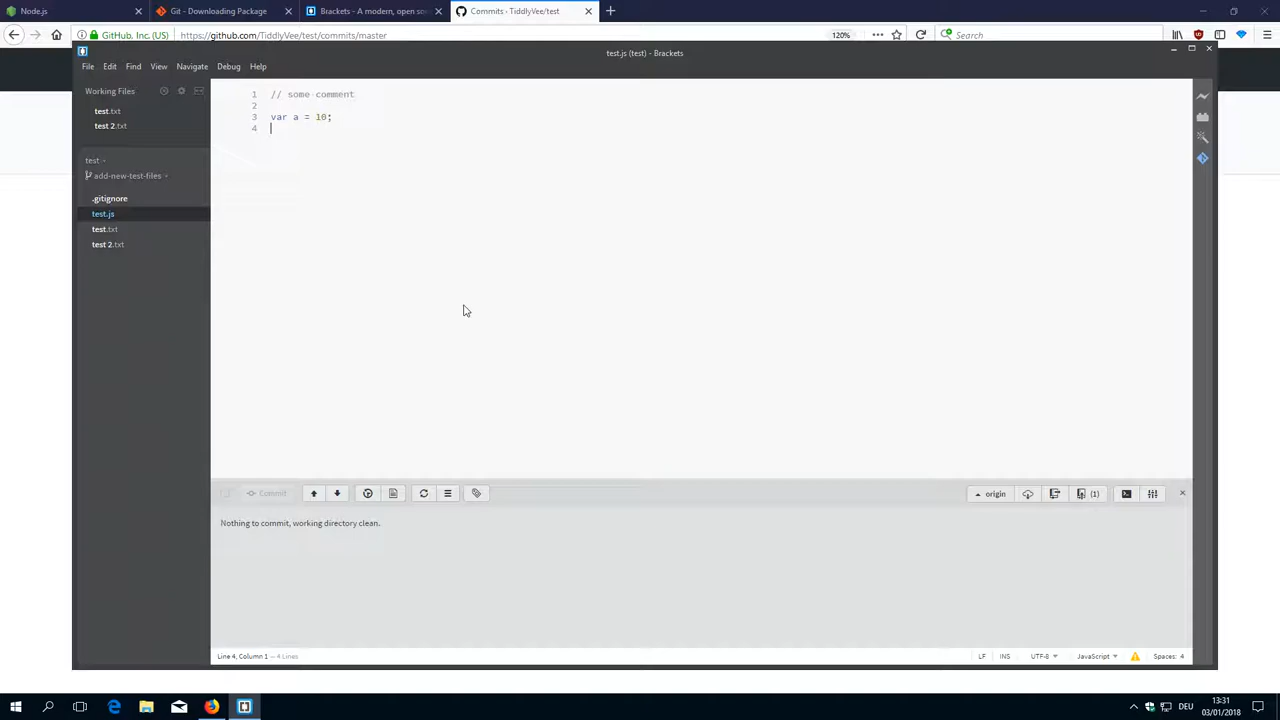 Node.js
Git - Downloading Package
Brackets - A modern, open so
Commits · TiddlyVee/test
GitHub, Inc. (US)
https://github.com/TiddlyVee/test/commits/master
120%
Search
test.js (test) - Brackets
File Edit Find View Navigate Debug Help
Working Files
test.txt
test 2.txt
test
add-new-test-files
.gitignore
test.js
test.txt
test 2.txt
1 // some comment
2
3 var a = 10;
4
Commit
origin
(1)
Nothing to commit, working directory clean.
Line 4, Column 1 — 4 Lines
LF INS UTF-8 JavaScript Spaces: 4
DEU
13:31
03/01/2018